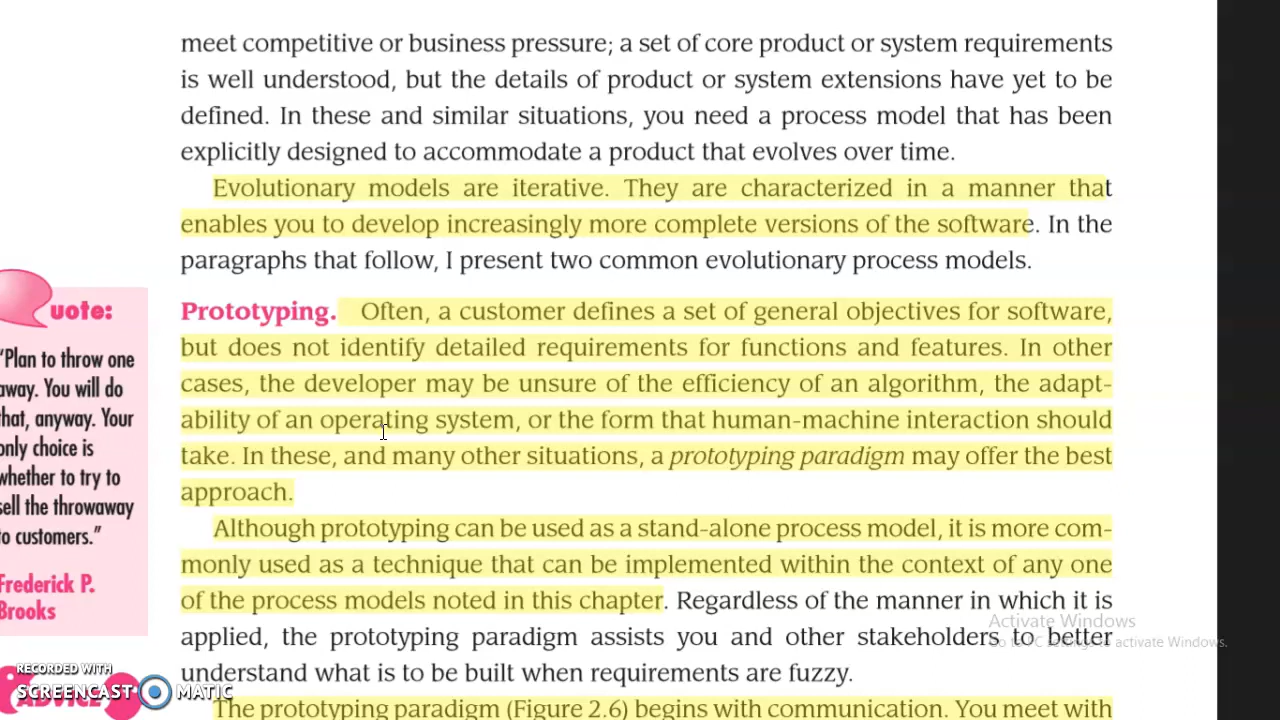 meet competitive or business pressure; a set of core product or system requirements
is well understood, but the details of product or system extensions have yet to be
defined. In these and similar situations, you need a process model that has been
explicitly designed to accommodate a product that evolves over time.
Evolutionary models are iterative. They are characterized in a manner that
enables you to develop increasingly more complete versions of the software. In the
paragraphs that follow, I present two common evolutionary process models.
Prototyping. Often, a customer defines a set of general objectives for software,
but does not identify detailed requirements for functions and features. In other
cases, the developer may be unsure of the efficiency of an algorithm, the adapt-
ability of an operating system, or the form that human-machine interaction should
take. In these, and many other situations, a prototyping paradigm may offer the best
approach.
Although prototyping can be used as a stand-alone process model, it is more com-
monly used as a technique that can be implemented within the context of any one
of the process models noted in this chapter. Regardless of the manner in which it is
applied, the prototyping paradigm assists you and other stakeholders to better
understand what is to be built when requirements are fuzzy.
The prototyping paradigm (Figure 2.6) begins with communication. You meet with
uote:
"Plan to throw one
away. You will do
that, anyway. Your
only choice is
whether to try to
sell the throwaway
to customers."
Frederick P.
Brooks
ADVICE
Activate Windows
Go to PC settings to activate Windows.
RECORDED WITH
SCREENCAST MATIC